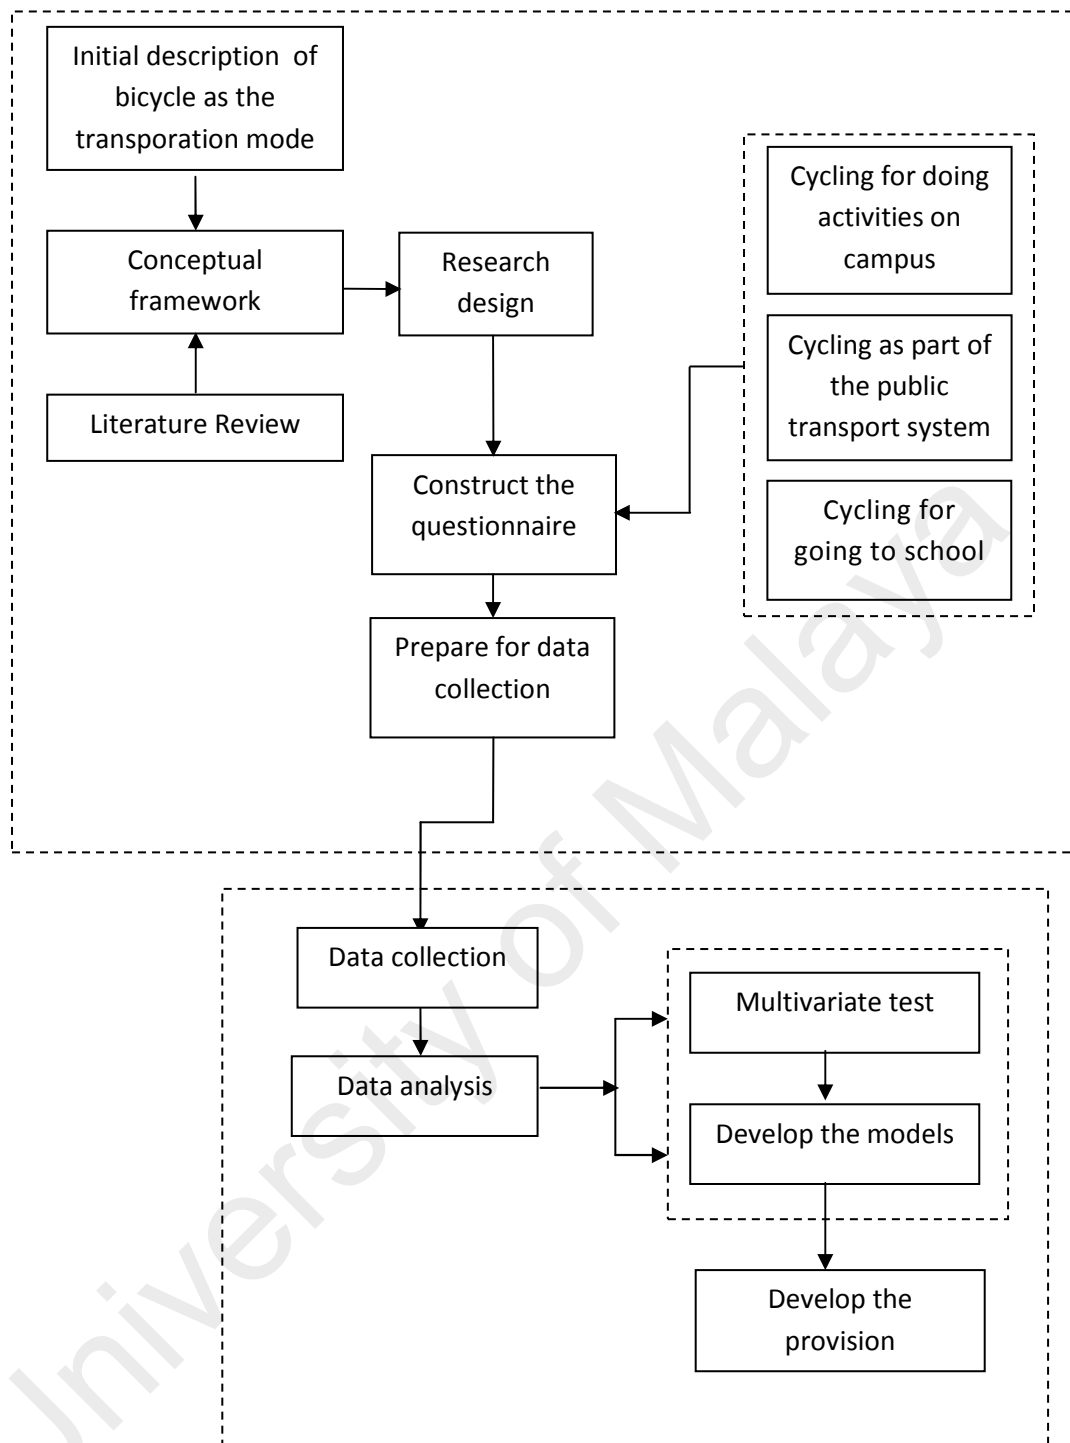 Initial description of
bicycle as the
transporation mode
Conceptual
framework
Literature Review
Research
design
Construct the
questionnaire
Prepare for data
collection
Cycling for doing
activities on
campus
Cycling as part of
the public
transport system
Cycling for
going to school
Data collection
Data analysis
Multivariate test
Develop the models
Develop the
provision
University of Malaya